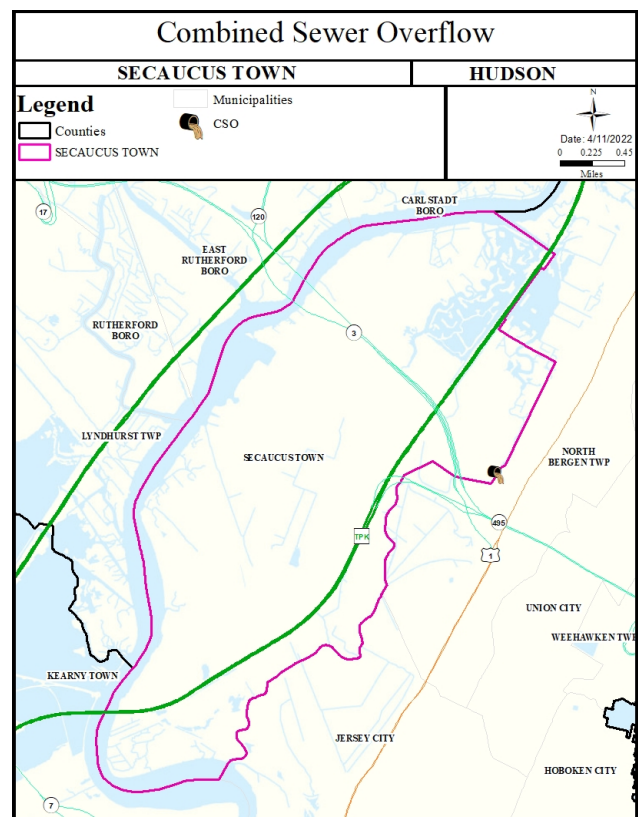 Combined Sewer Overflow
SECAUCUS TOWN
HUDSON
Legend
Counties
SECAUCUS TOWN
Municipalities
CSO
N
Date: 4/11/2022
0 0.225 0.45
Miles
17
120
CARLSTADT
BORO
EAST
RUTHERFORD
BORO
RUTHERFORD
BORO
3
LYNDHURST TWP
SECAUCUS TOWN
NORTH
BERGEN TWP
495
TPK
1
UNION CITY
WEEHAWKEN TWP
KEARNY TOWN
JERSEY CITY
HOBOKEN CITY
7